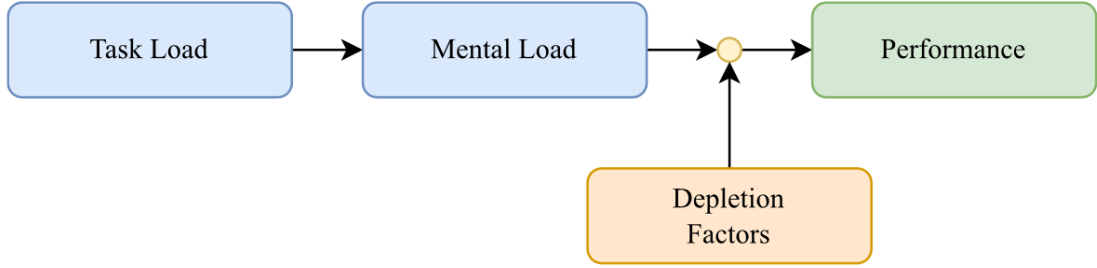 Task Load
Mental Load
Performance
Depletion
Factors